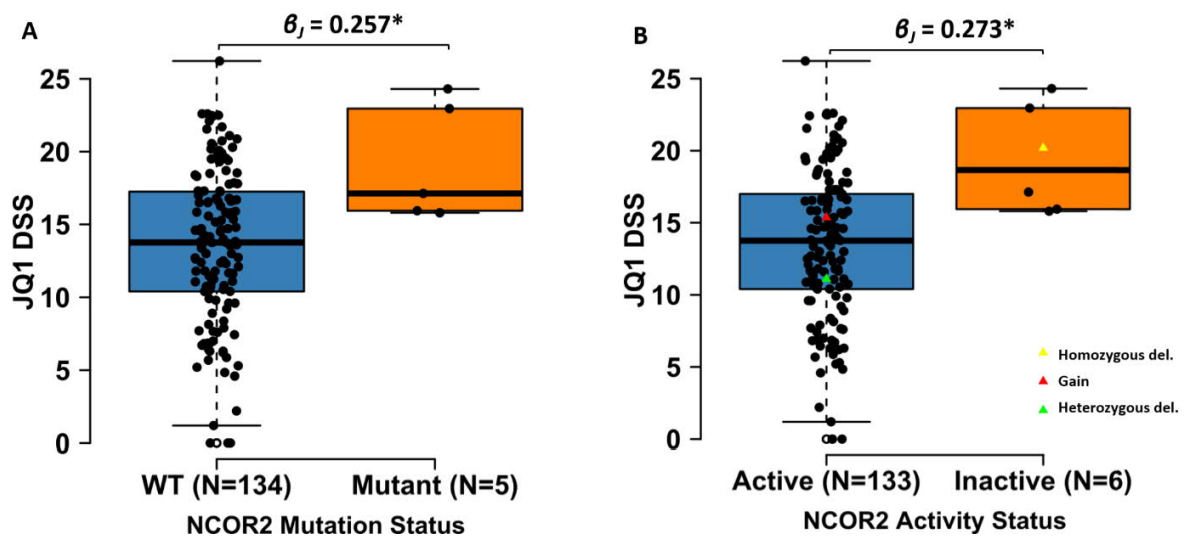 A
βJ = 0.257*
JQ1 DSS
25
20
15
10
5
0
WT (N=134)
Mutant (N=5)
NCOR2 Mutation Status
B
βJ = 0.273*
JQ1 DSS
25
20
15
10
5
0
Homozygous del.
Gain
Heterozygous del.
Active (N=133)
Inactive (N=6)
NCOR2 Activity Status